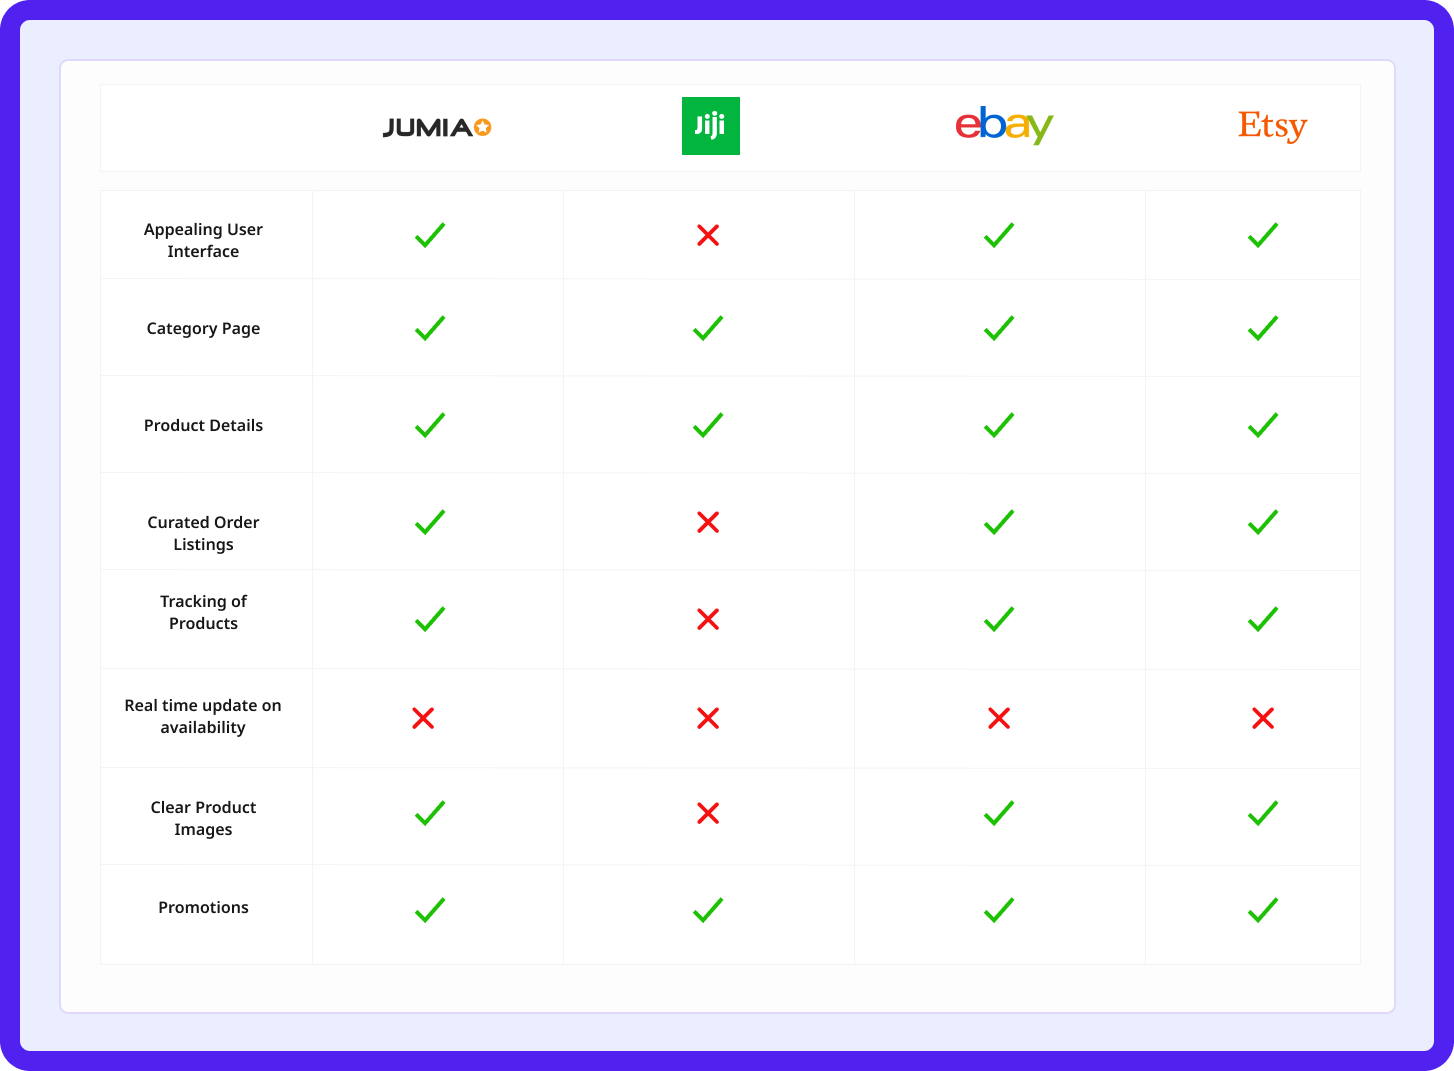 JUMIA
Jiji
ebay
Etsy
Appealing User
Interface
Category Page
Product Details
Curated Order
Listings
Tracking of
Products
Real time update on
availability
Clear Product
Images
Promotions